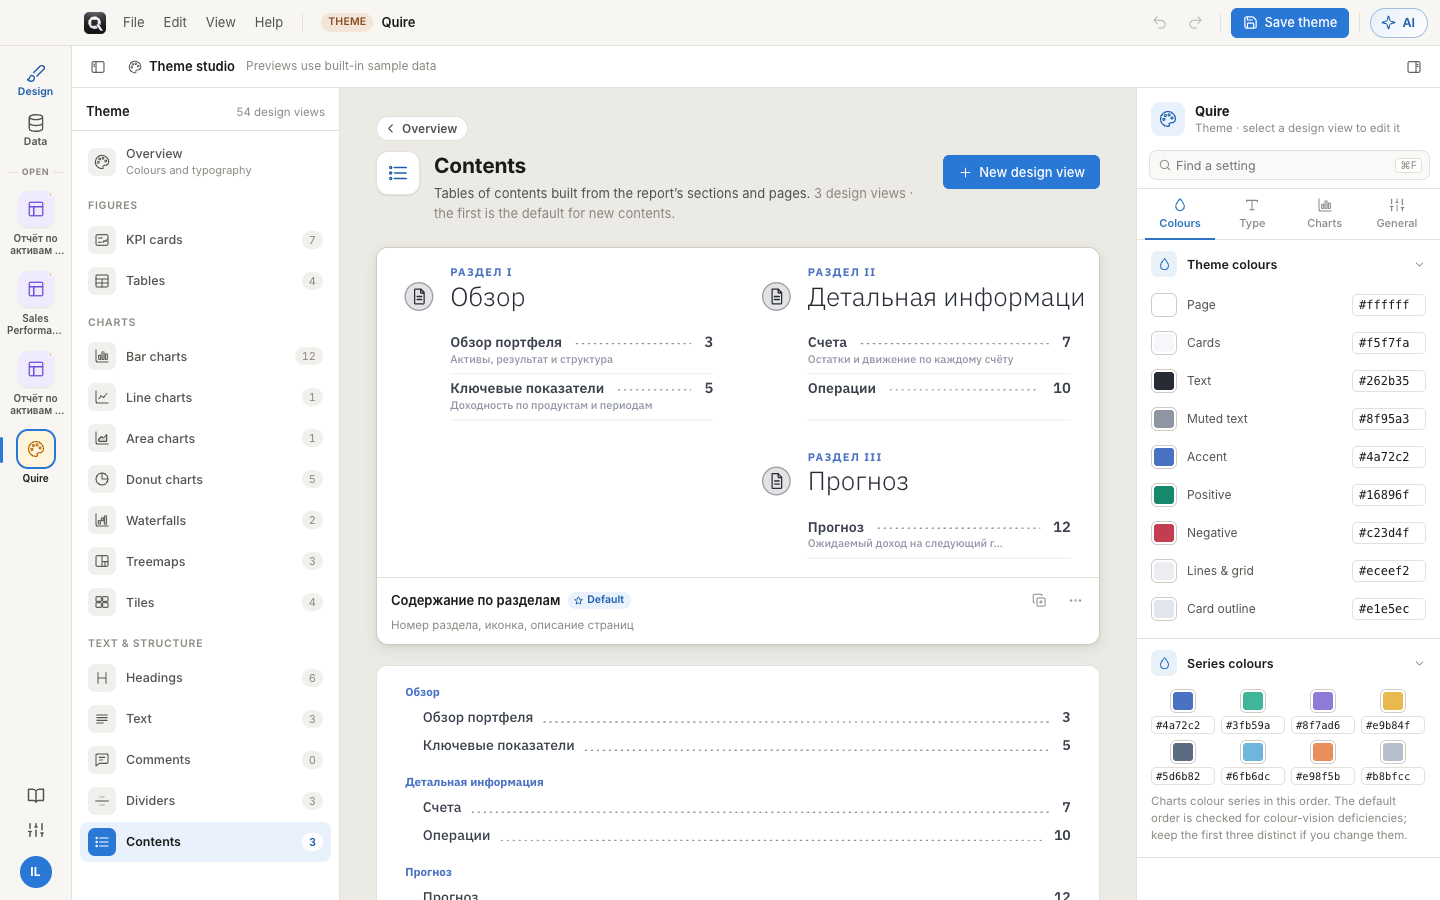 File Edit View Help THEME Quire
Save theme AI
Theme studio Previews use built-in sample data
Design
Data
OPEN
Отчёт по
активам ...
Sales
Performa...
Отчёт по
активам ...
Quire
IL
Theme 54 design views
Overview
Colours and typography
FIGURES
KPI cards 7
Tables 4
CHARTS
Bar charts 12
Line charts 1
Area charts 1
Donut charts 5
Waterfalls 2
Treemaps 3
Tiles 4
TEXT & STRUCTURE
Headings 6
Text 3
Comments 0
Dividers 3
Contents 3
Overview
Contents
Tables of contents built from the report’s sections and pages. 3 design views ·
the first is the default for new contents.
New design view
РАЗДЕЛ I
Обзор
Обзор портфеля 3
Активы, результат и структура
Ключевые показатели 5
Доходность по продуктам и периодам
РАЗДЕЛ II
Детальная информаци
Счета 7
Остатки и движение по каждому счёту
Операции 10
РАЗДЕЛ III
Прогноз
Прогноз 12
Ожидаемый доход на следующий г...
Содержание по разделам Default
Номер раздела, иконка, описание страниц
Обзор
Обзор портфеля 3
Ключевые показатели 5
Детальная информация
Счета 7
Операции 10
Прогноз
Прогноз 12
Quire
Theme · select a design view to edit it
Find a setting ⌘F
Colours Type Charts General
Theme colours
Page #ffffff
Cards #f5f7fa
Text #262b35
Muted text #8f95a3
Accent #4a72c2
Positive #16896f
Negative #c23d4f
Lines & grid #eceef2
Card outline #e1e5ec
Series colours
#4a72c2 #3fb59a #8f7ad6 #e9b84f
#5d6b82 #6fb6dc #e98f5b #b8bfcc
Charts colour series in this order. The default
order is checked for colour-vision deficiencies;
keep the first three distinct if you change them.